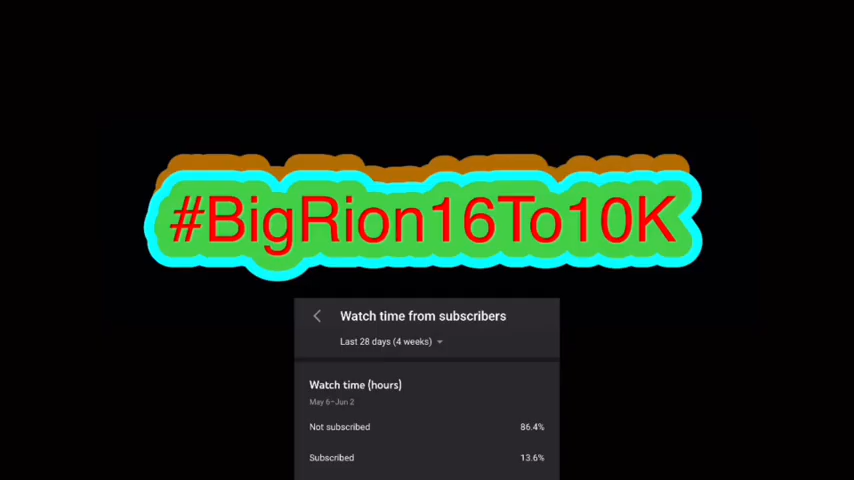 #BigRion16To10K
Watch time from subscribers
Last 28 days (4 weeks)
Watch time (hours)
May 6–Jun 2
Not subscribed 86.4%
Subscribed 13.6%